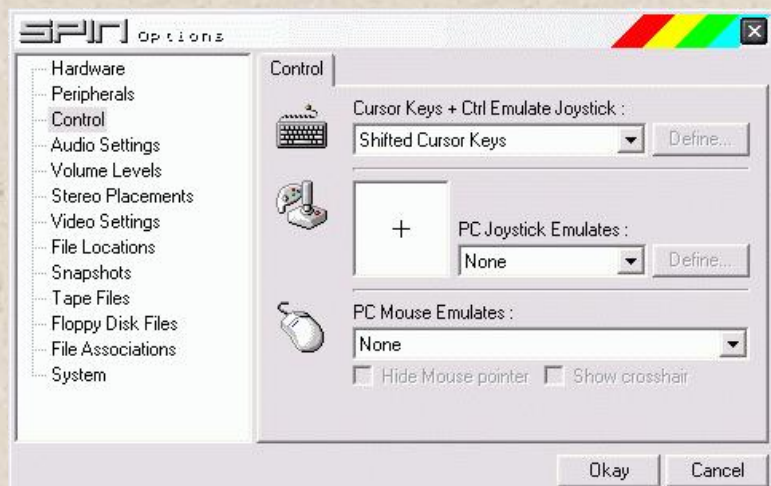 SPIN Options
Hardware
Peripherals
Control
Audio Settings
Volume Levels
Stereo Placements
Video Settings
File Locations
Snapshots
Tape Files
Floppy Disk Files
File Associations
System
Control
Cursor Keys + Ctrl Emulate Joystick :
Shifted Cursor Keys
Define...
PC Joystick Emulates :
None
Define...
PC Mouse Emulates :
None
Hide Mouse pointer
Show crosshair
Okay
Cancel